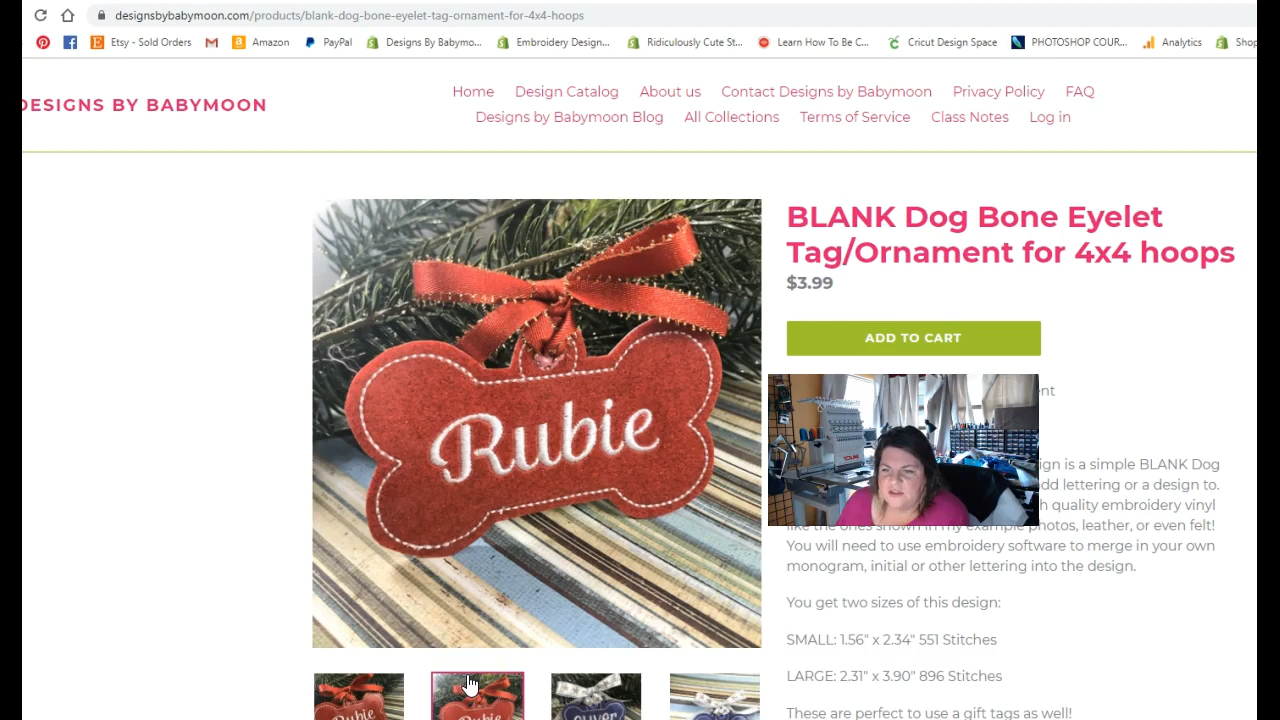 designsbybabymoon.com/products/blank-dog-bone-eyelet-tag-ornament-for-4x4-hoops
Etsy - Sold Orders Amazon PayPal Designs By Babymo... Embroidery Design... Ridiculously Cute St... Learn How To Be C... Cricut Design Space PHOTOSHOP COUR... Analytics Shop
DESIGNS BY BABYMOON
Home Design Catalog About us Contact Designs by Babymoon Privacy Policy FAQ
Designs by Babymoon Blog All Collections Terms of Service Class Notes Log in
BLANK Dog Bone Eyelet
Tag/Ornament for 4x4 hoops
$3.99
ADD TO CART
Rubie
ent
ign is a simple BLANK Dog
dd lettering or a design to.
h quality embroidery vinyl
like the ones shown in my example photos, leather, or even felt!
You will need to use embroidery software to merge in your own
monogram, initial or other lettering into the design.
You get two sizes of this design:
SMALL: 1.56" x 2.34" 551 Stitches
LARGE: 2.31" x 3.90" 896 Stitches
These are perfect to use a gift tags as well!
Rubie Rubie Oliver